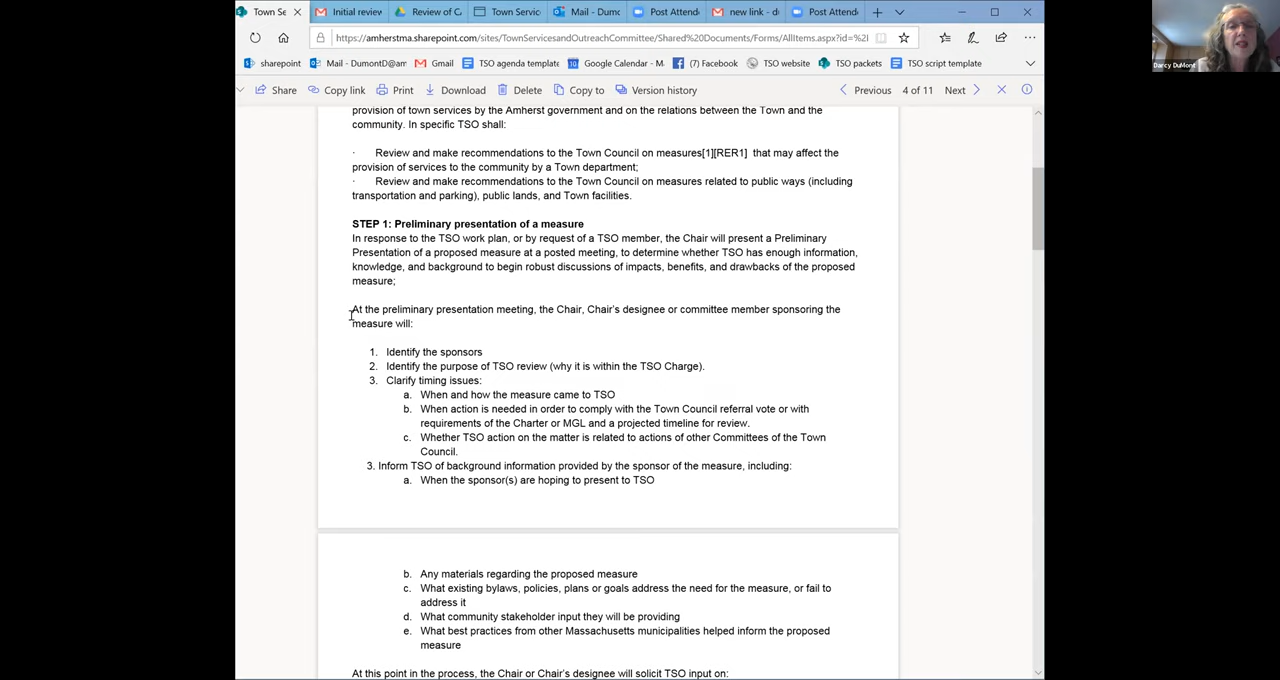 Town Se
Initial review
Review of C
Town Servic
Mail - Dumo
Post Attend
new link - d
Post Attend
https://amherstma.sharepoint.com/sites/TownServicesandOutreachCommittee/Shared%20Documents/Forms/AllItems.aspx?id=%2
sharepoint
Mail - DumontD@am
Gmail
TSO agenda template
Google Calendar - M
(7) Facebook
TSO website
TSO packets
TSO script template
Share
Copy link
Print
Download
Delete
Copy to
Version history
Previous
4 of 11
Next
provision of town services by the Amherst government and on the relations between the Town and the
community. In specific TSO shall:
· Review and make recommendations to the Town Council on measures[1][RER1] that may affect the
provision of services to the community by a Town department;
· Review and make recommendations to the Town Council on measures related to public ways (including
transportation and parking), public lands, and Town facilities.
STEP 1: Preliminary presentation of a measure
In response to the TSO work plan, or by request of a TSO member, the Chair will present a Preliminary
Presentation of a proposed measure at a posted meeting, to determine whether TSO has enough information,
knowledge, and background to begin robust discussions of impacts, benefits, and drawbacks of the proposed
measure;
At the preliminary presentation meeting, the Chair, Chair's designee or committee member sponsoring the
measure will:
1. Identify the sponsors
2. Identify the purpose of TSO review (why it is within the TSO Charge).
3. Clarify timing issues:
a. When and how the measure came to TSO
b. When action is needed in order to comply with the Town Council referral vote or with
requirements of the Charter or MGL and a projected timeline for review.
c. Whether TSO action on the matter is related to actions of other Committees of the Town
Council.
3. Inform TSO of background information provided by the sponsor of the measure, including:
a. When the sponsor(s) are hoping to present to TSO
b. Any materials regarding the proposed measure
c. What existing bylaws, policies, plans or goals address the need for the measure, or fail to
address it
d. What community stakeholder input they will be providing
e. What best practices from other Massachusetts municipalities helped inform the proposed
measure
At this point in the process, the Chair or Chair's designee will solicit TSO input on:
Darcy DuMont